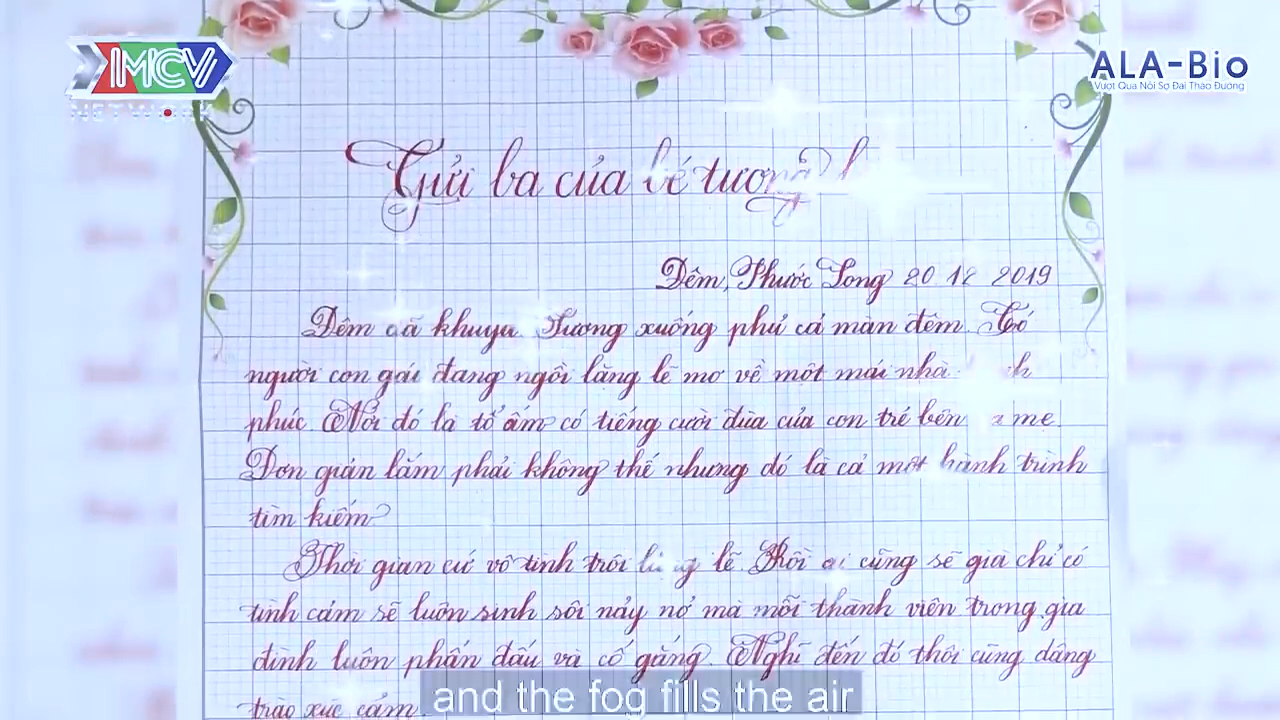 MCV
NETWORK
ALA-Bio
Vượt Qua Nỗi Sợ Đái Tháo Đường
Gửi ba của bé tương
Đêm, Phước Long 20 12 2019
Đêm đã khuya. Sương xuống phủ cả màn đêm. Có
người con gái đang ngồi lặng lẽ mơ về một mái nhà
phúc. Nơi đó là tổ ấm có tiếng cười đùa của con trẻ bên mẹ
Đơn giản lắm phải không thế nhưng đó là cả một hành trình
tìm kiếm
Thời gian cứ vô tình trôi lẽ. Rồi ai cũng sẽ già chỉ có
tình cảm sẽ luôn sinh sôi nảy nở mà mỗi thành viên trong gia
đình luôn phấn đấu và cố gắng. Nghĩ đến đó thôi cũng dâng
trào xúc cảm.
and the fog fills the air